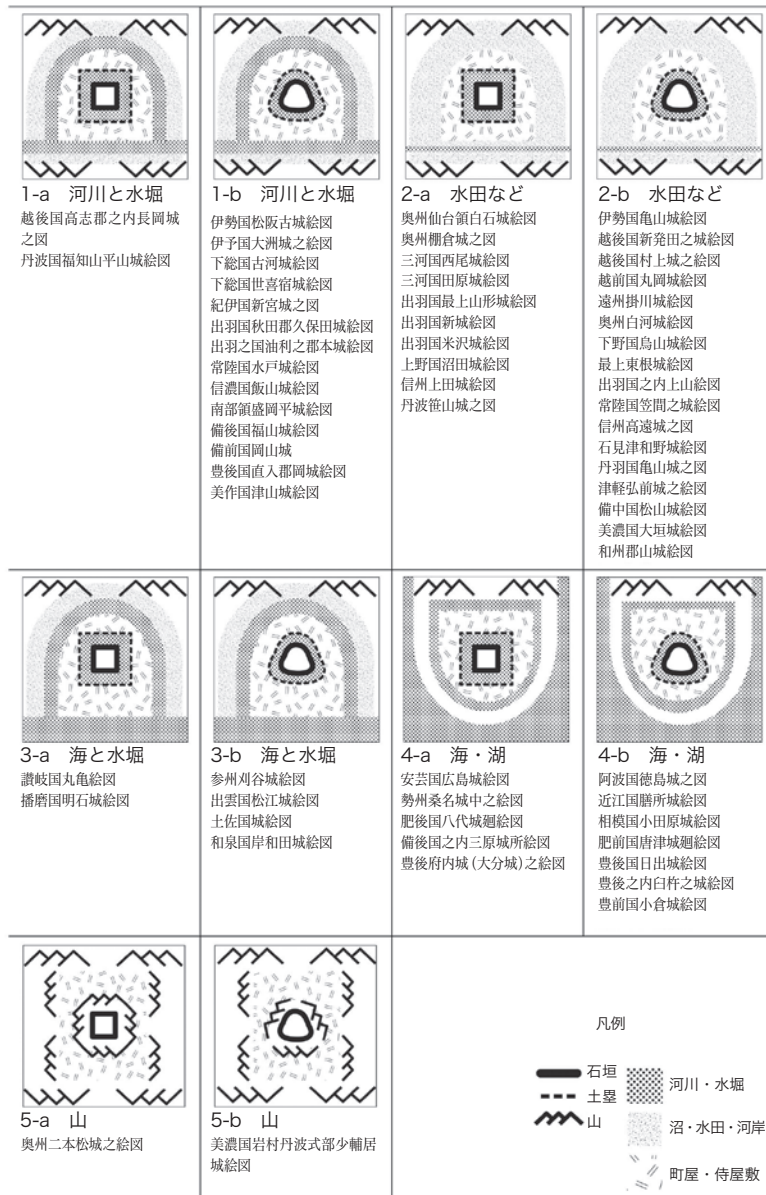 1-a　河川と水堀
越後国高志郡之内長岡城
之図
丹波国福知山平山城絵図
1-b　河川と水堀
伊勢国松阪古城絵図
伊予国大洲城之絵図
下総国古河城絵図
下総国世喜宿城絵図
紀伊国新宮城之図
出羽国秋田郡久保田城絵図
出羽之国油利之郡本城絵図
常陸国水戸城絵図
信濃国飯山城絵図
南部領盛岡平城絵図
備後国福山城絵図
備前国岡山城
豊後国直入郡岡城絵図
美作国津山城絵図
2-a　水田など
奥州仙台領白石城絵図
奥州棚倉城之図
三河国西尾城絵図
三河国田原城絵図
出羽国最上山形城絵図
出羽国新城絵図
出羽国米沢城絵図
上野国沼田城絵図
信州上田城絵図
丹波笹山城之図
2-b　水田など
伊勢国亀山城絵図
越後国新発田之城絵図
越後国村上城之絵図
越前国丸岡城絵図
遠州掛川城絵図
奥州白河城絵図
下野国烏山城絵図
最上東根城絵図
出羽国之内上山絵図
常陸国笠間之城絵図
信州高遠城之図
石見津和野城絵図
丹羽国亀山城之図
津軽弘前城之絵図
備中国松山城絵図
美濃国大垣城絵図
和州郡山城絵図
3-a　海と水堀
讃岐国丸亀絵図
播磨国明石城絵図
3-b　海と水堀
参州刈谷城絵図
出雲国松江城絵図
土佐国城絵図
和泉国岸和田城絵図
4-a　海・湖
安芸国広島城絵図
勢州桑名城中之絵図
肥後国八代城廻絵図
備後国之内三原城所絵図
豊後府内城(大分城)之絵図
4-b　海・湖
阿波国徳島城之図
近江国膳所城絵図
相模国小田原城絵図
肥前国唐津城廻絵図
豊後国日出城絵図
豊後之内臼杵之城絵図
豊前国小倉城絵図
5-a　山
奥州二本松城之絵図
5-b　山
美濃国岩村丹波式部少輔居
城絵図
凡例
石垣
土塁
山
河川・水堀
沼・水田・河岸
町屋・侍屋敷